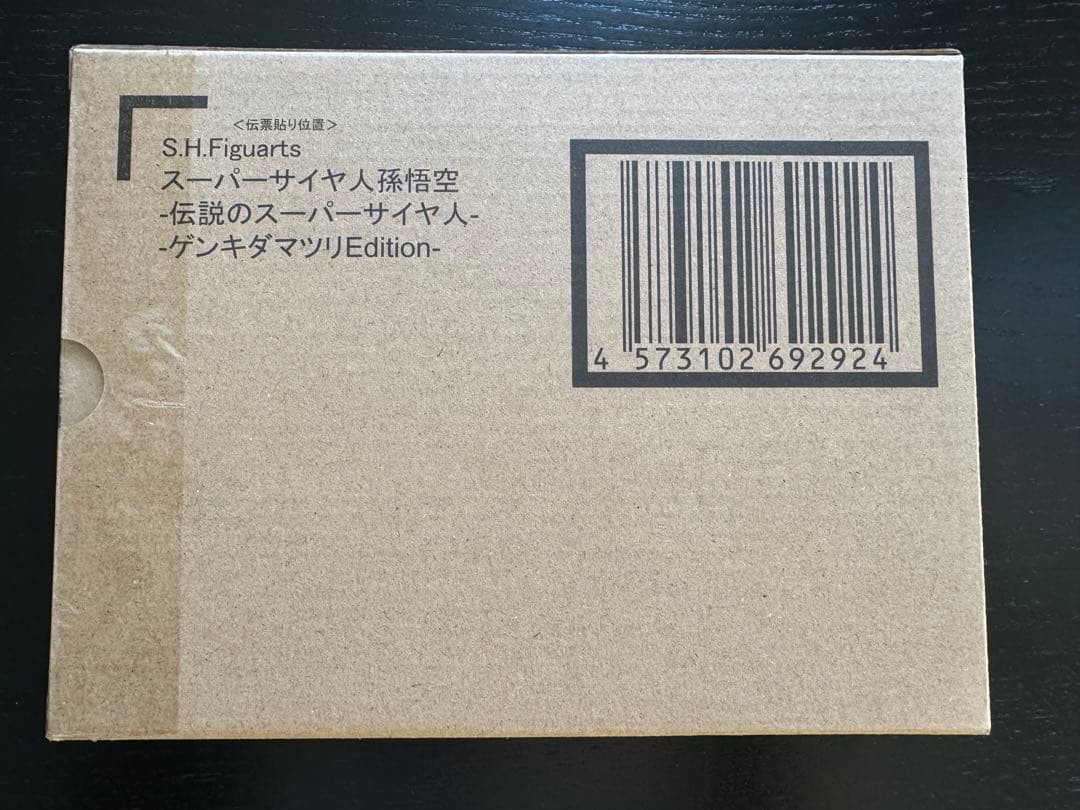 ＜伝票貼り位置＞
S.H.Figuarts
スーパーサイヤ人孫悟空
-伝説のスーパーサイヤ人-
-ゲンキダマツリEdition-
4 573102 692924